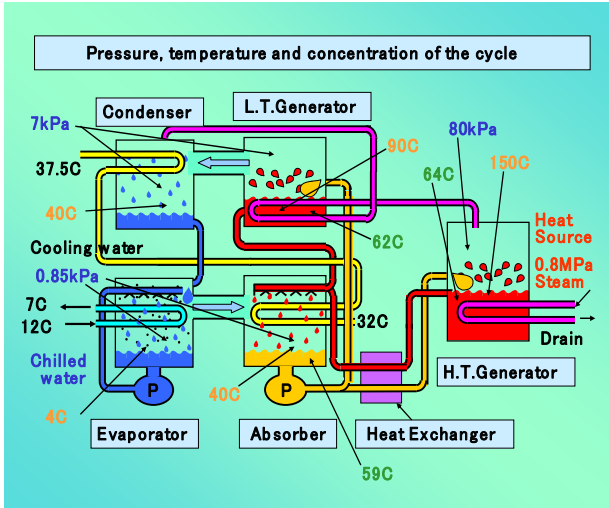 Pressure, temperature and concentration of the cycle
Condenser
L.T.Generator
7kPa
80kPa
90C
37.5C
64C
150C
40C
Heat
Source
62C
Cooling water
0.85kPa
0.8MPa
Steam
7C
12C
32C
Drain
Chilled
water
P
P
40C
H.T.Generator
4C
Evaporator
Absorber
Heat Exchanger
59C